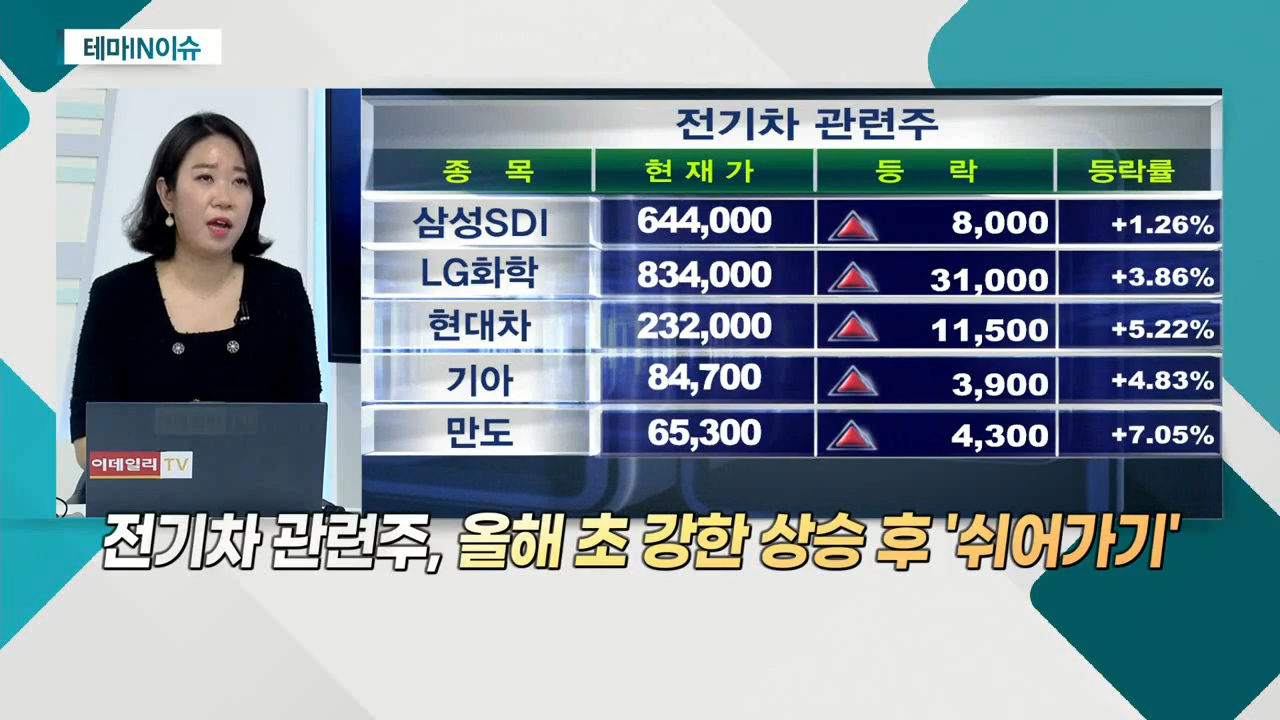 테마IN이슈
전기차 관련주
종 목 현 재 가 등 락 등락률
삼성SDI 644,000 ▲ 8,000 +1.26%
LG화학 834,000 ▲ 31,000 +3.86%
현대차 232,000 ▲ 11,500 +5.22%
기아 84,700 ▲ 3,900 +4.83%
만도 65,300 ▲ 4,300 +7.05%
이데일리 TV
전기차 관련주, 올해 초 강한 상승 후 '쉬어가기'